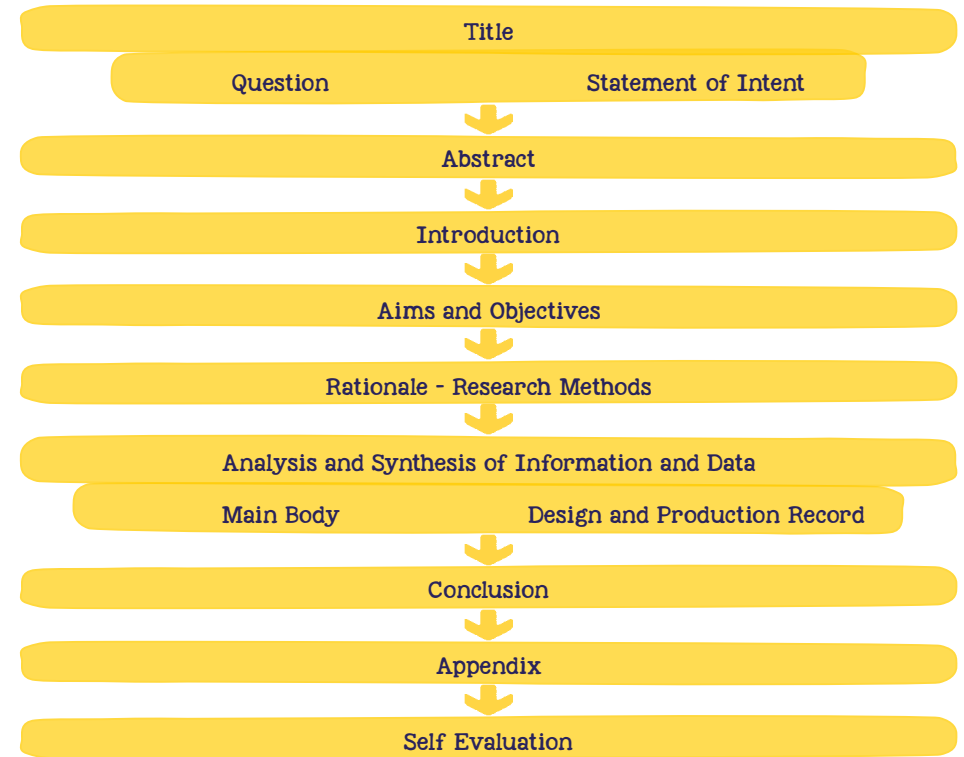 Title
Question Statement of Intent
Abstract
Introduction
Aims and Objectives
Rationale - Research Methods
Analysis and Synthesis of Information and Data
Main Body Design and Production Record
Conclusion
Appendix
Self Evaluation